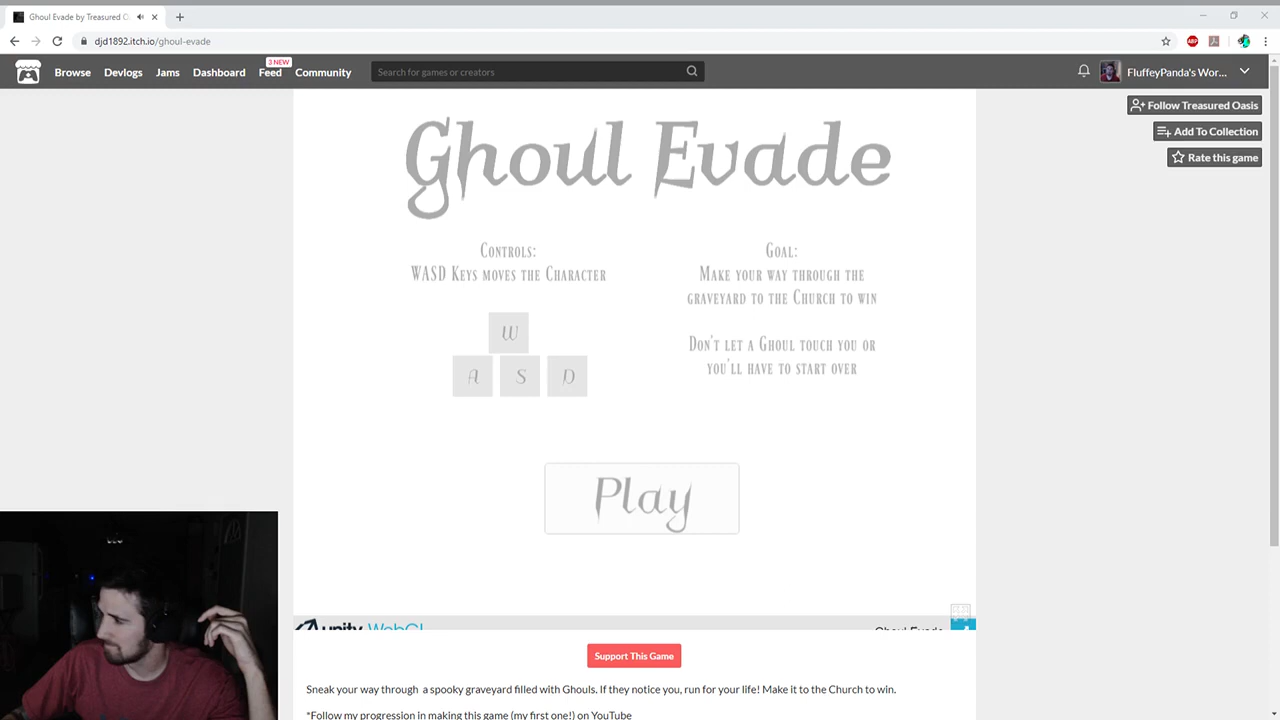 Ghoul Evade by Treasured O
djd1892.itch.io/ghoul-evade
ABP
Browse
Devlogs
Jams
Dashboard
3 NEW
Feed
Community
Search for games or creators
FluffeyPanda's Wor...
Follow Treasured Oasis
Add To Collection
Rate this game
Ghoul Evade
Controls:
WASD Keys moves the Character
W
A S D
Goal:
Make your way through the
graveyard to the Church to win
Don't let a Ghoul touch you or
you'll have to start over
Play
unity WebGL
Ghoul Evade
Support This Game
Sneak your way through a spooky graveyard filled with Ghouls. If they notice you, run for your life! Make it to the Church to win.
*Follow my progression in making this game (my first one!) on YouTube